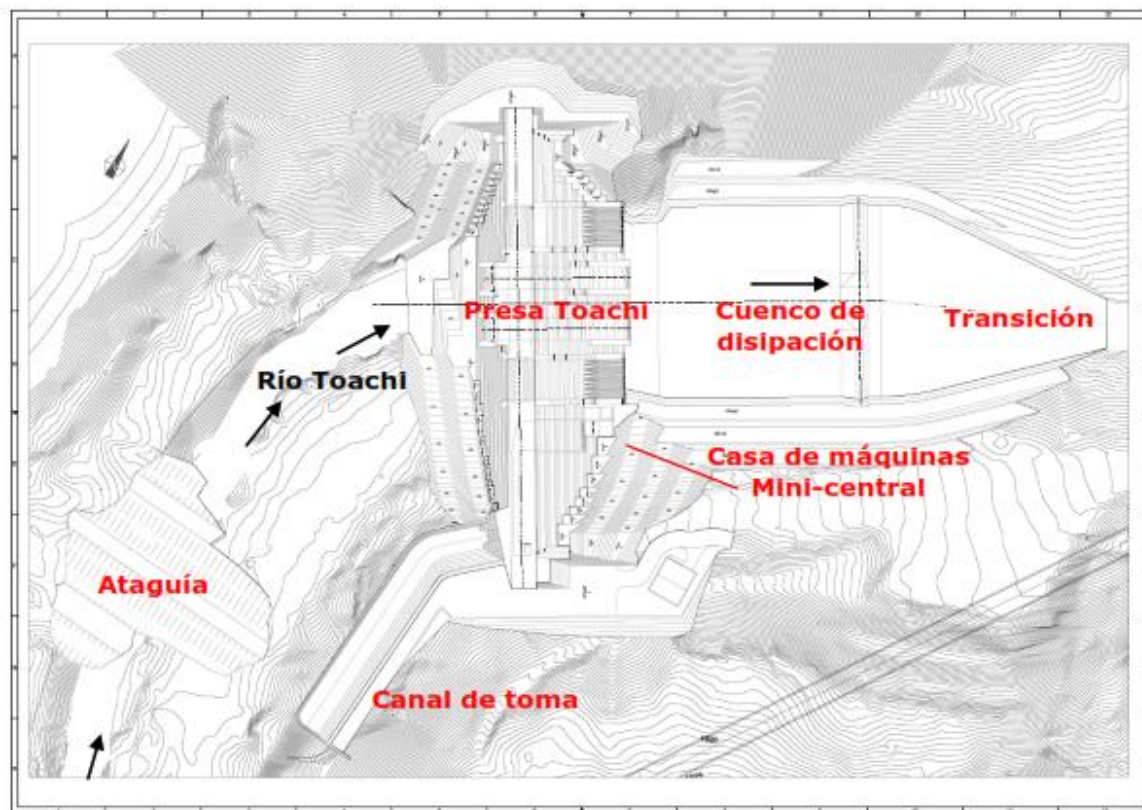 Presa Toachi
Cuenco de
disipación
Transición
Río Toachi
Casa de máquinas
Mini-central
Ataguía
Canal de toma